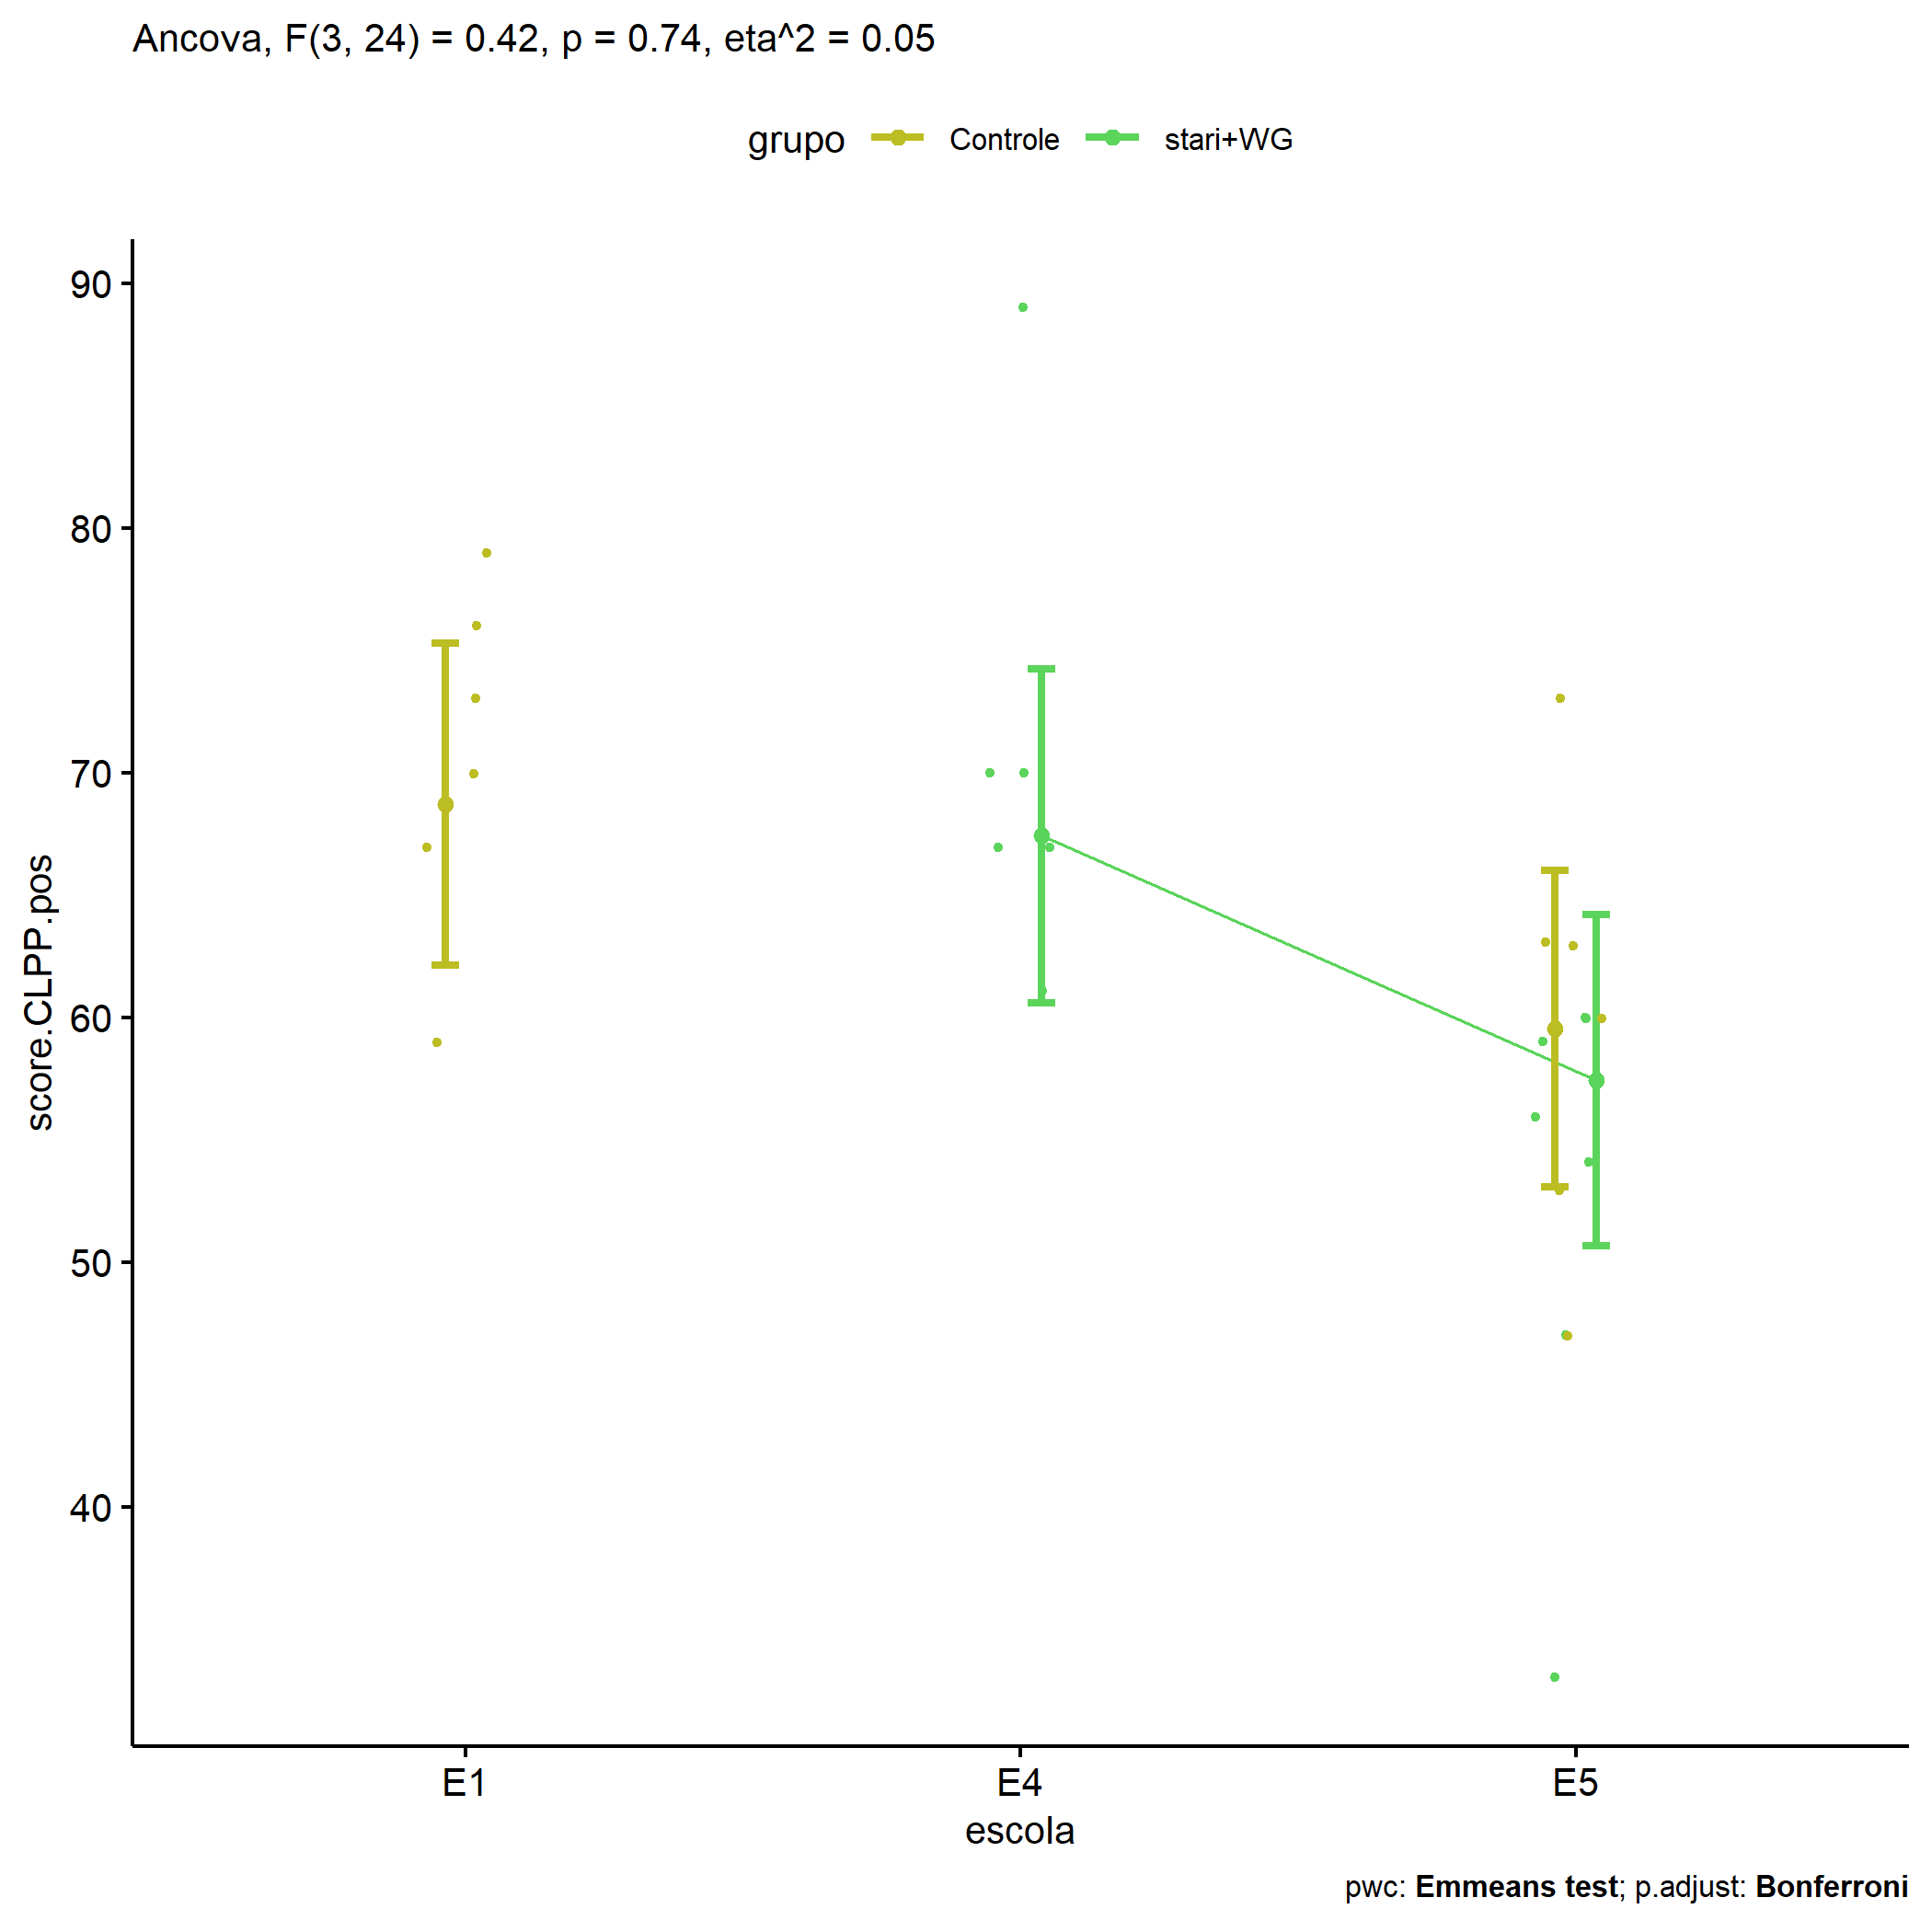 Ancova, F(3, 24) = 0.42, p = 0.74, eta^2 = 0.05
grupo Controle stari+WG
90
80
70
60
50
40
score.CLPP.pos
E1 E4 E5
escola
pwc: Emmeans test; p.adjust: Bonferroni